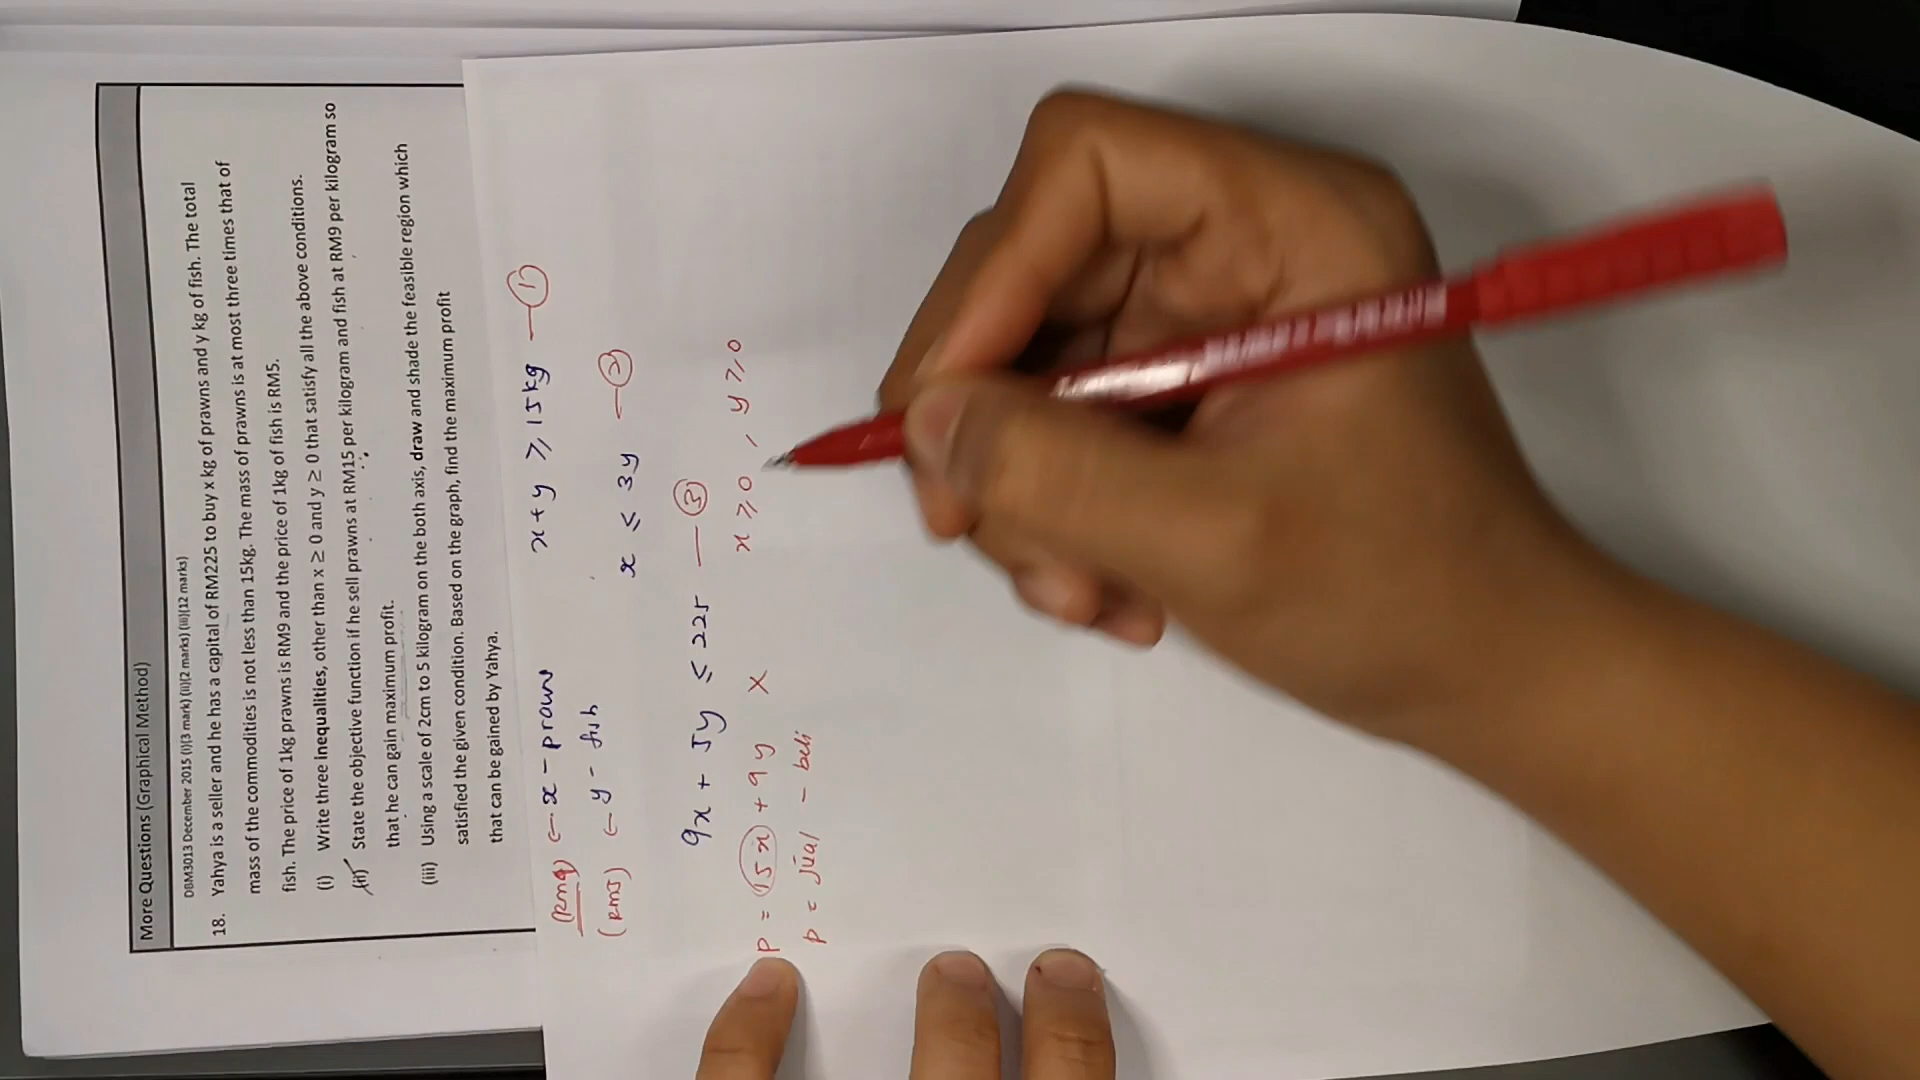 More Questions (Graphical Method)
DBM3013 December 2015 (i)(3 mark) (ii)(2 marks) (iii)(12 marks)
18. Yahya is a seller and he has a capital of RM225 to buy x kg of prawns and y kg of fish. The total
mass of the commodities is not less than 15kg. The mass of prawns is at most three times that of
fish. The price of 1kg prawns is RM9 and the price of 1kg of fish is RM5.
(i) Write three inequalities, other than x ≥ 0 and y ≥ 0 that satisfy all the above conditions.
(ii) State the objective function if he sell prawns at RM15 per kilogram and fish at RM9 per kilogram so
that he can gain maximum profit.
(iii) Using a scale of 2cm to 5 kilogram on the both axis, draw and shade the feasible region which
satisfied the given condition. Based on the graph, find the maximum profit
that can be gained by Yahya.
(RM9) ← x - prawn x + y ≥ 15kg — ①
(RM5) ← y - fish x ≤ 3y — ②
9x + 5y ≤ 225 — ③
P = 15x + 9y X x ≥ 0, y ≥ 0
P = jual - beli